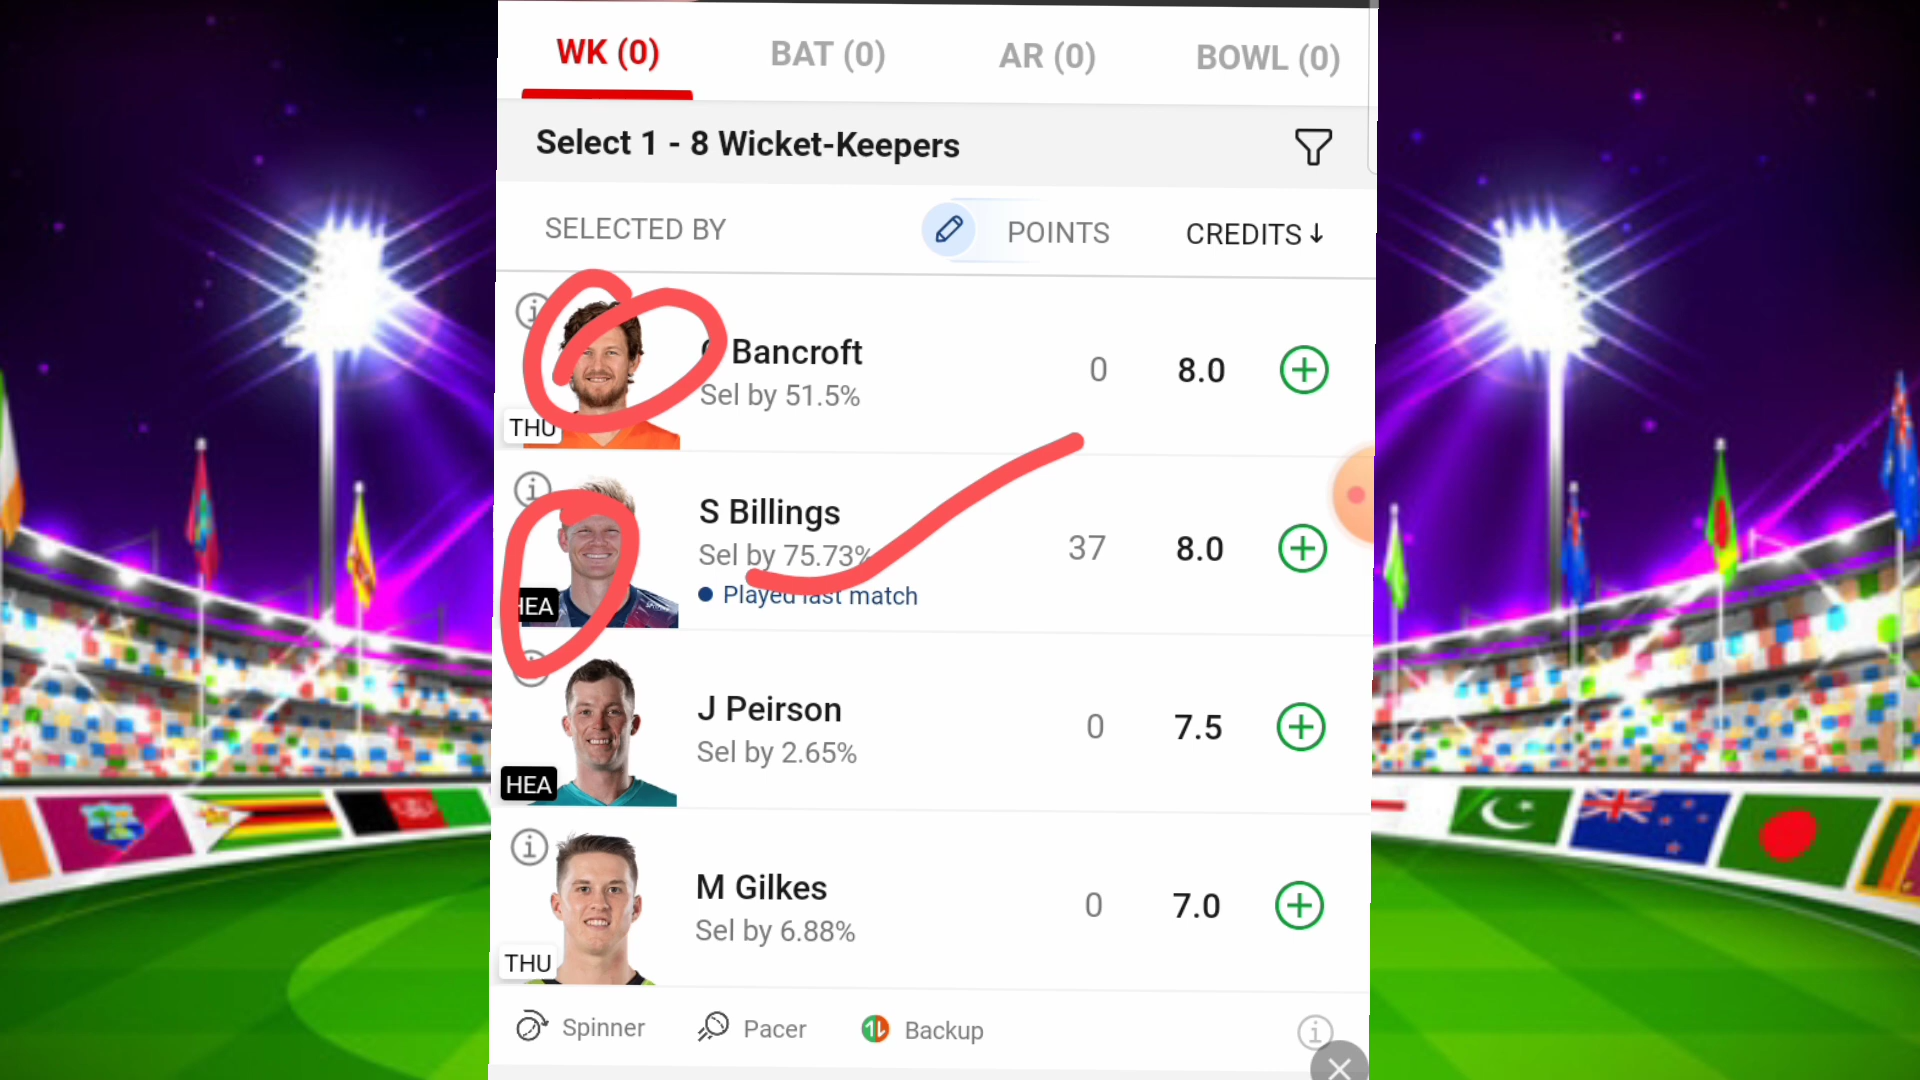 WK (0) BAT (0) AR (0) BOWL (0)
Select 1 - 8 Wicket-Keepers
SELECTED BY POINTS CREDITS↓
Bancroft 0 8.0
Sel by 51.5%
THU
S Billings 37 8.0
Sel by 75.73%
HEA
Played last match
J Peirson 0 7.5
Sel by 2.65%
HEA
M Gilkes 0 7.0
Sel by 6.88%
THU
Spinner Pacer Backup